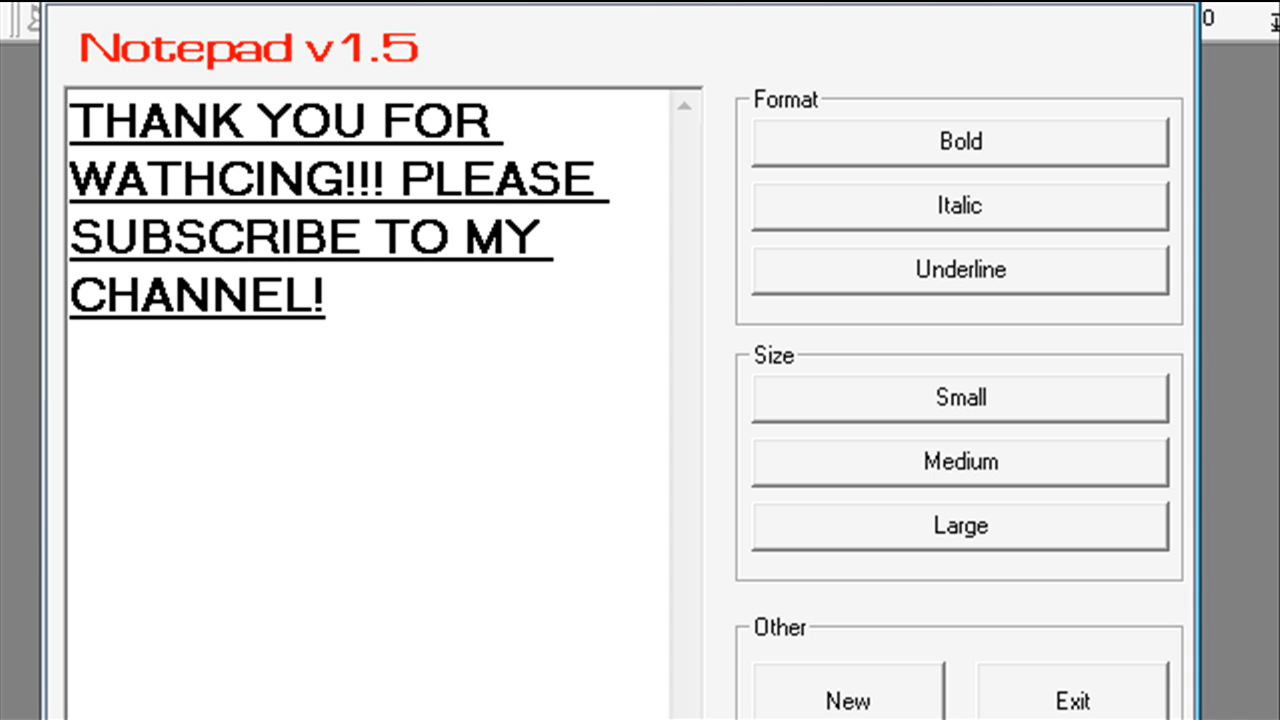 Notepad v1.5
THANK YOU FOR
WATHCING!!! PLEASE
SUBSCRIBE TO MY
CHANNEL!
Format
Bold
Italic
Underline
Size
Small
Medium
Large
Other
New
Exit
0